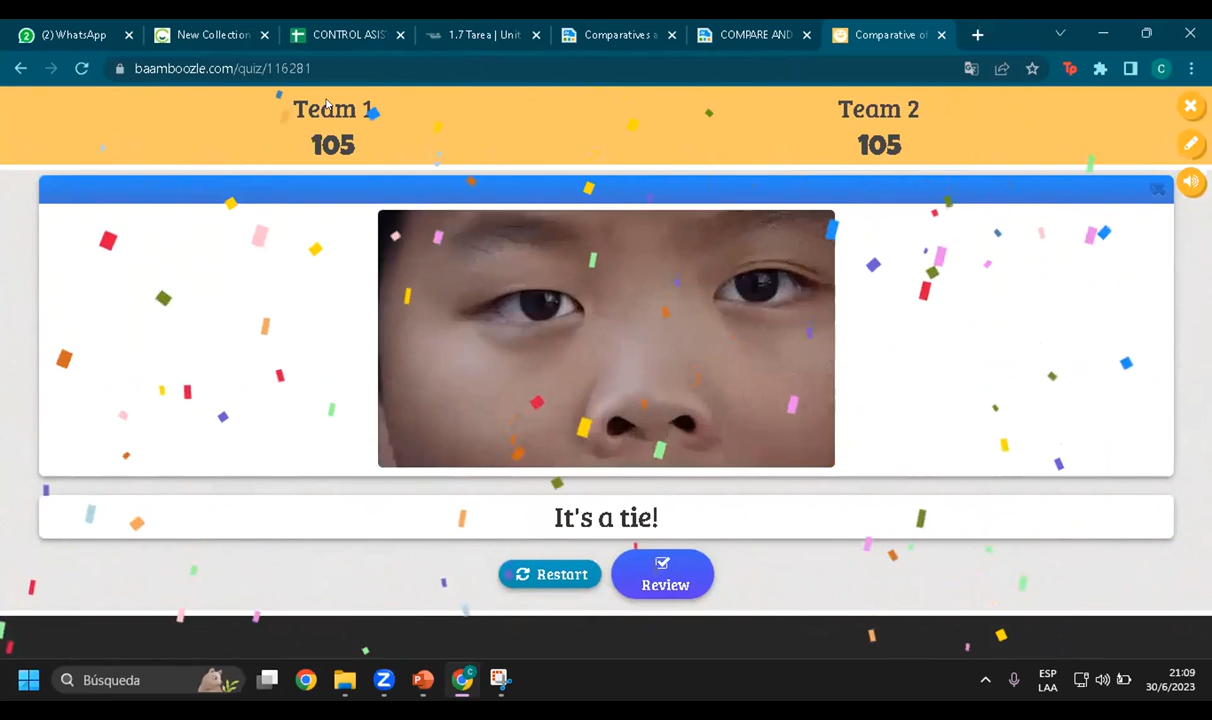 (2) WhatsApp
New Collection
CONTROL ASIS
1.7 Tarea | Unit
Comparatives a
COMPARE AND
Comparative of
baamboozle.com/quiz/116281
Tp
C
Team 1
105
Team 2
105
It's a tie!
Restart
Review
Búsqueda
ESP
LAA
21:09
30/6/2023